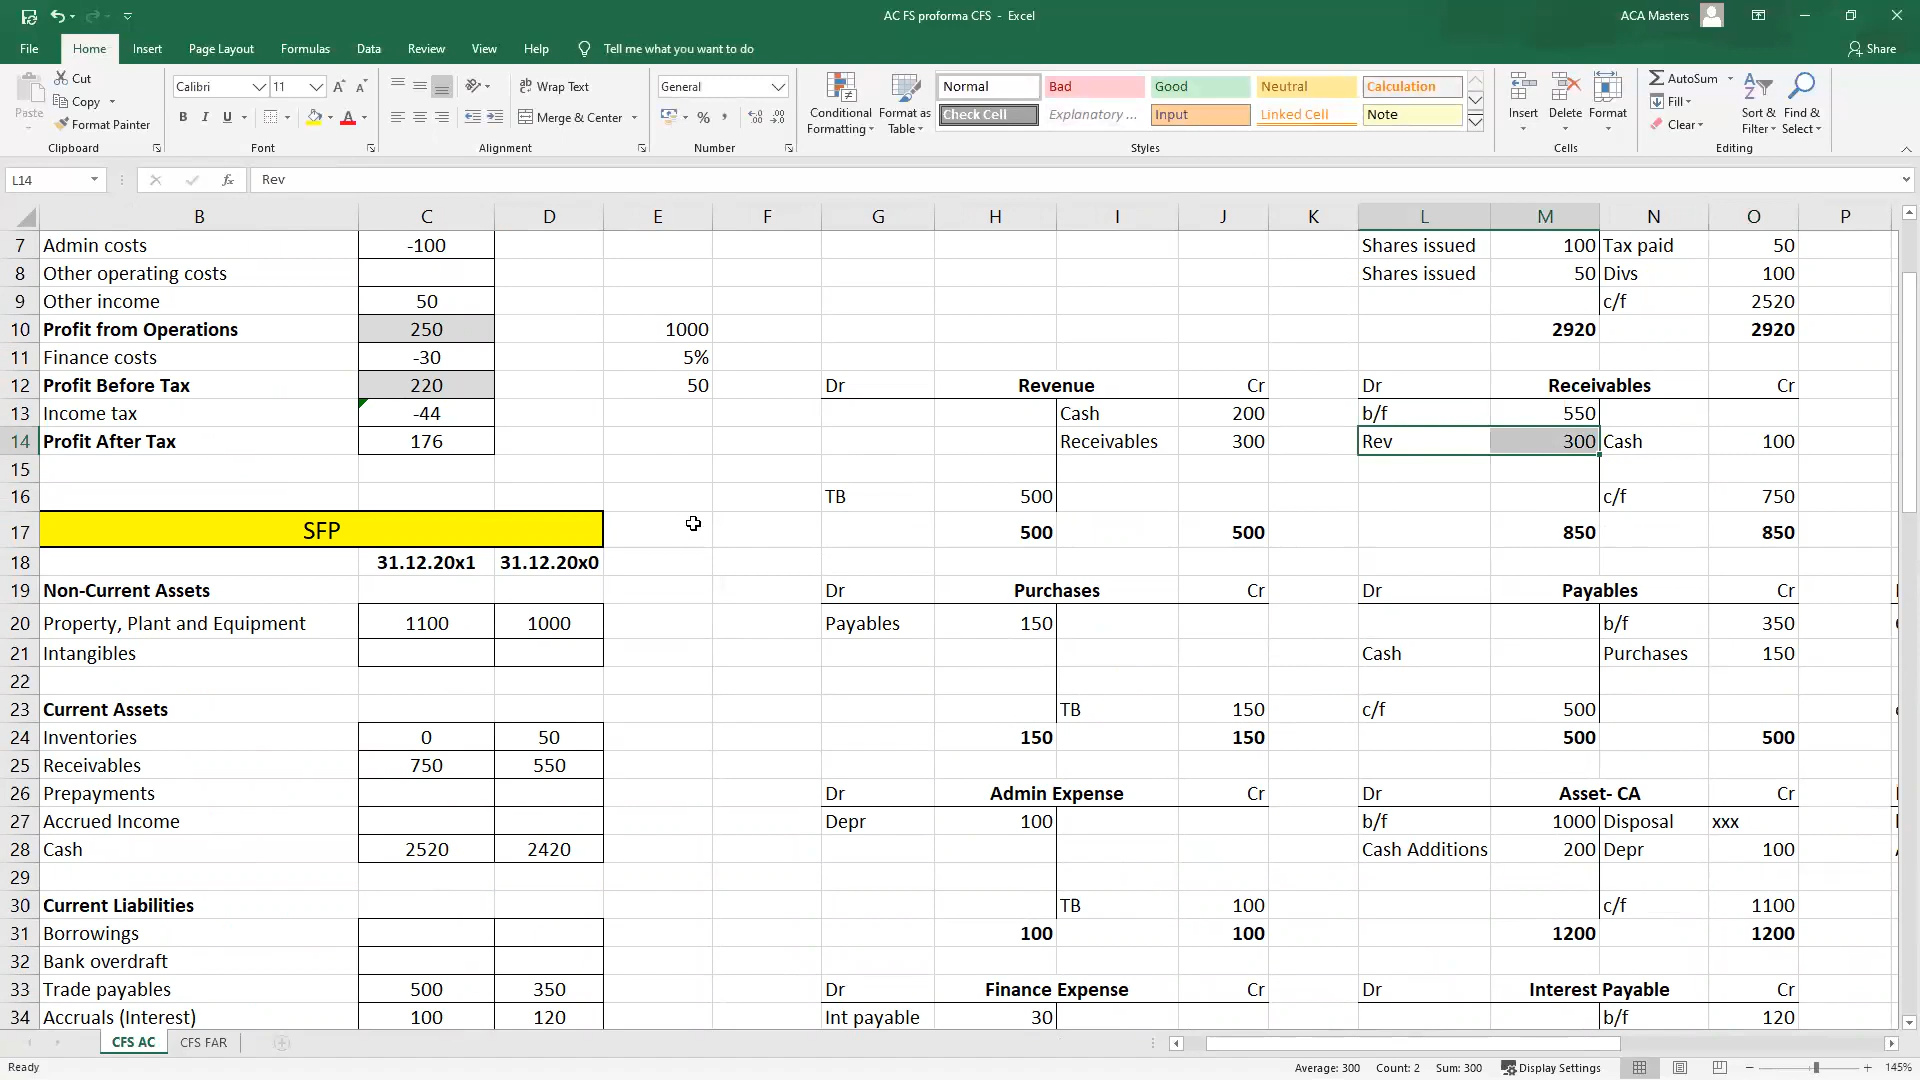 AC FS proforma CFS - Excel
ACA Masters
File Home Insert Page Layout Formulas Data Review View Help Tell me what you want to do Share
Paste
Cut
Copy
Format Painter
Clipboard
Calibri 11
B I U
Font
Wrap Text
Merge & Center
Alignment
General
Number
Conditional Formatting
Format as Table
Normal Bad Good Neutral Calculation
Check Cell Explanatory ... Input Linked Cell Note
Styles
Insert Delete Format
Cells
AutoSum
Fill
Clear
Sort & Filter
Find & Select
Editing
L14 fx Rev
B C D E F G H I J K L M N O P
7 Admin costs -100 Shares issued 100 Tax paid 50
8 Other operating costs Shares issued 50 Divs 100
9 Other income 50 c/f 2520
10 Profit from Operations 250 1000 2920 2920
11 Finance costs -30 5%
12 Profit Before Tax 220 50 Dr Revenue Cr Dr Receivables Cr
13 Income tax -44 Cash 200 b/f 550
14 Profit After Tax 176 Receivables 300 Rev 300 Cash 100
15
16 TB 500 c/f 750
17 SFP 500 500 850 850
18 31.12.20x1 31.12.20x0
19 Non-Current Assets Dr Purchases Cr Dr Payables Cr
20 Property, Plant and Equipment 1100 1000 Payables 150 b/f 350
21 Intangibles Cash Purchases 150
22
23 Current Assets TB 150 c/f 500
24 Inventories 0 50 150 150 500 500
25 Receivables 750 550
26 Prepayments Dr Admin Expense Cr Dr Asset- CA Cr
27 Accrued Income Depr 100 b/f 1000 Disposal xxx
28 Cash 2520 2420 Cash Additions 200 Depr 100
29
30 Current Liabilities TB 100 c/f 1100
31 Borrowings 100 100 1200 1200
32 Bank overdraft
33 Trade payables 500 350 Dr Finance Expense Cr Dr Interest Payable Cr
34 Accruals (Interest) 100 120 Int payable 30 b/f 120
CFS AC CFS FAR
Ready Average: 300 Count: 2 Sum: 300 Display Settings 145%